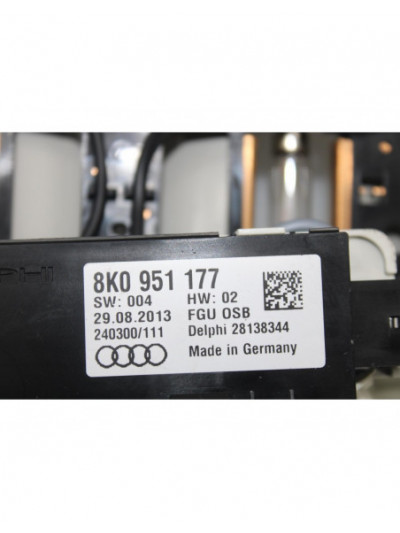 PHI
8K0 951 177
SW: 004 HW: 02
29.08.2013 FGU OSB
240300/111 Delphi 28138344
Made in Germany